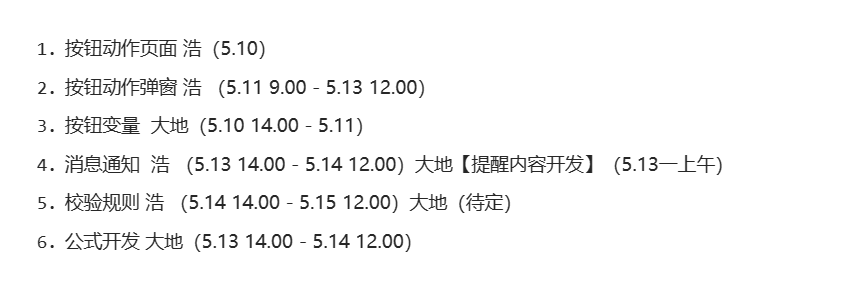 1. 按钮动作页面 浩（5.10）
2. 按钮动作弹窗 浩 （5.11 9.00 - 5.13 12.00）
3. 按钮变量 大地（5.10 14.00 - 5.11）
4. 消息通知 浩 （5.13 14.00 - 5.14 12.00）大地【提醒内容开发】（5.13一上午）
5. 校验规则 浩 （5.14 14.00 - 5.15 12.00）大地（待定）
6. 公式开发 大地（5.13 14.00 - 5.14 12.00）